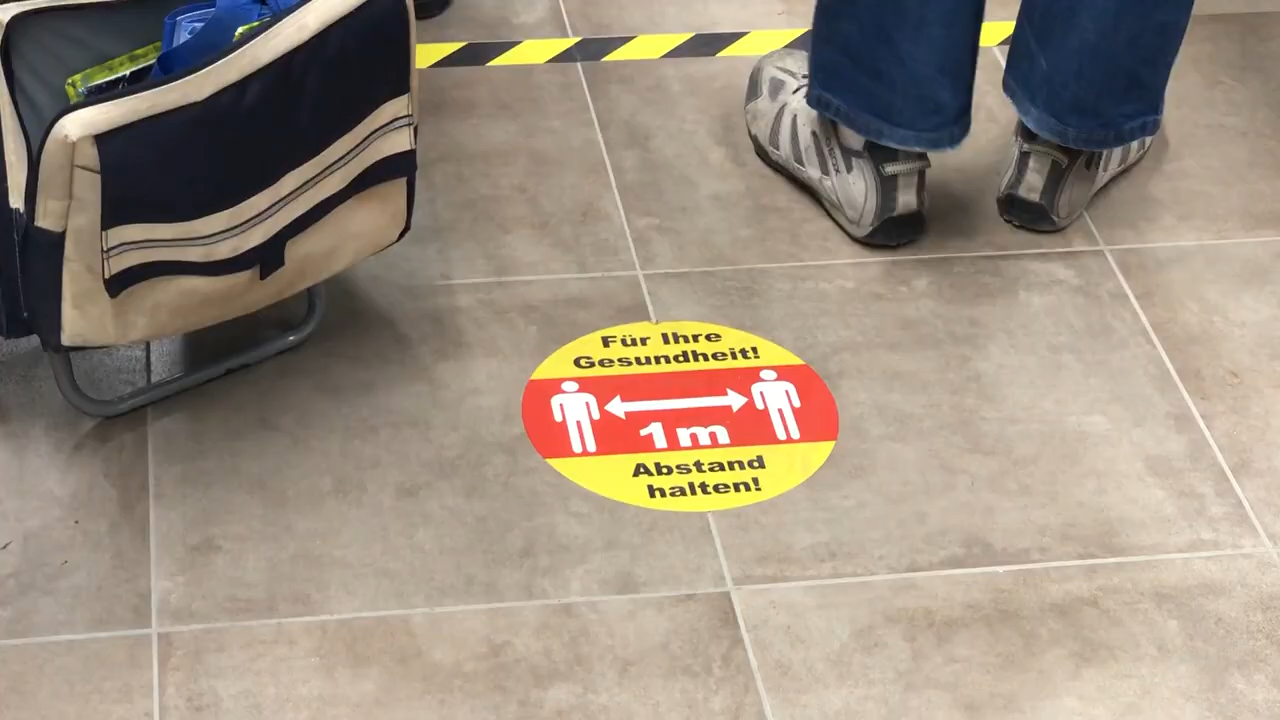 Für Ihre
Gesundheit!
1m
Abstand
halten!